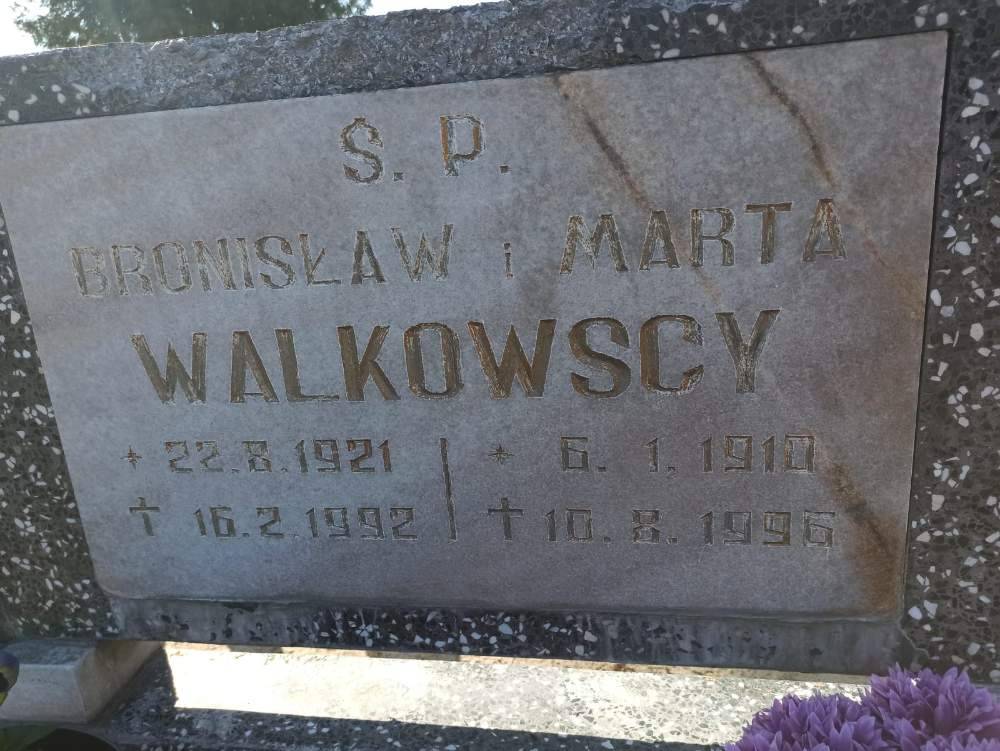 Ś. P.
BRONISŁAW i MARTA
WALKOWSCY
* 22.8.1921 * 6.1.1910
† 16.2.1992 † 10.8.1996